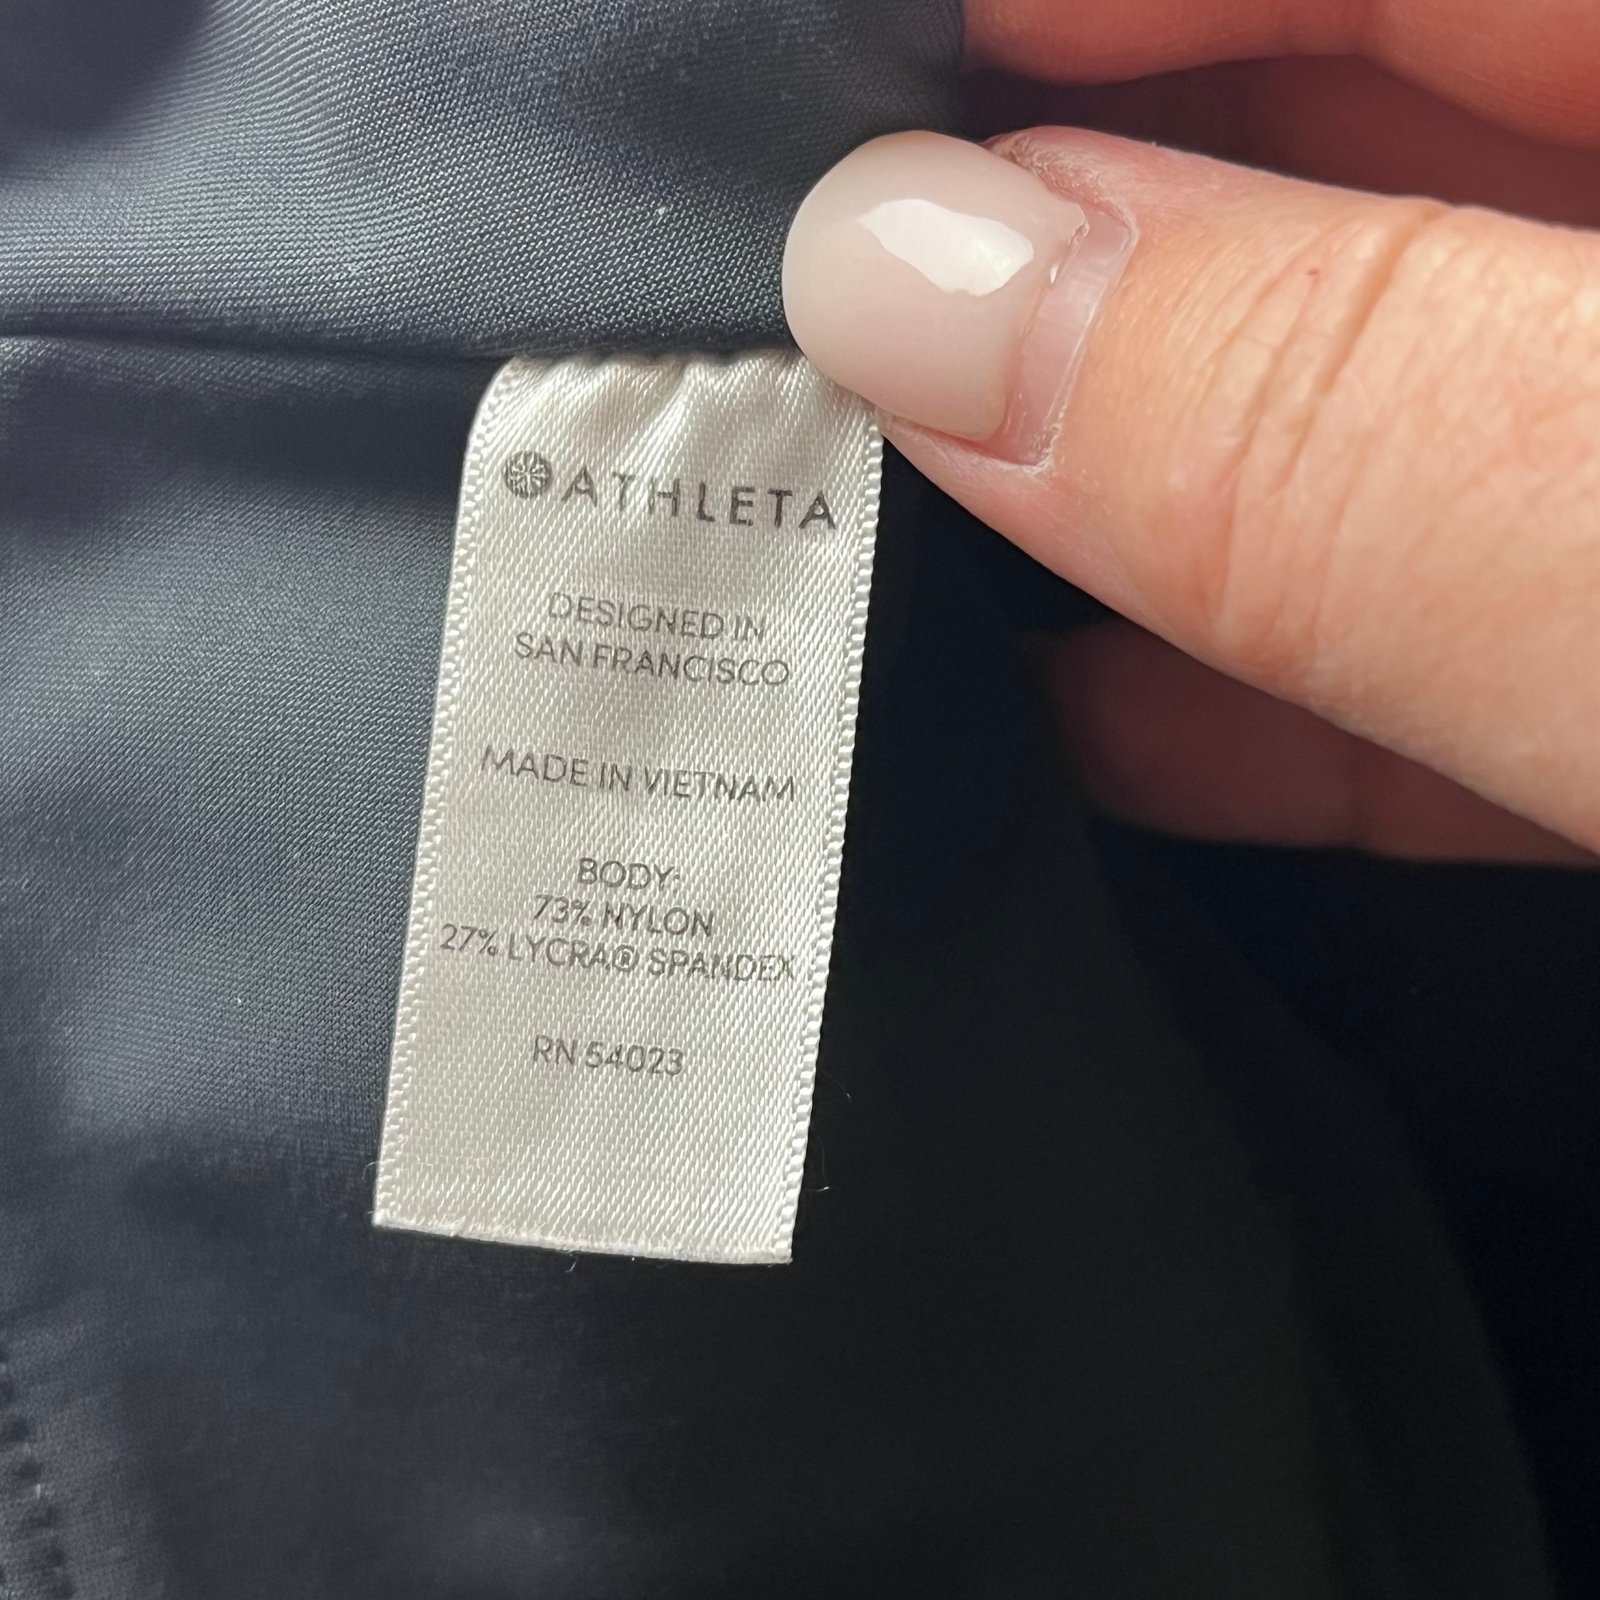 ATHLETA
DESIGNED IN
SAN FRANCISCO
MADE IN VIETNAM
BODY:
73% NYLON
27% LYCRA® SPANDEX
RN 54023